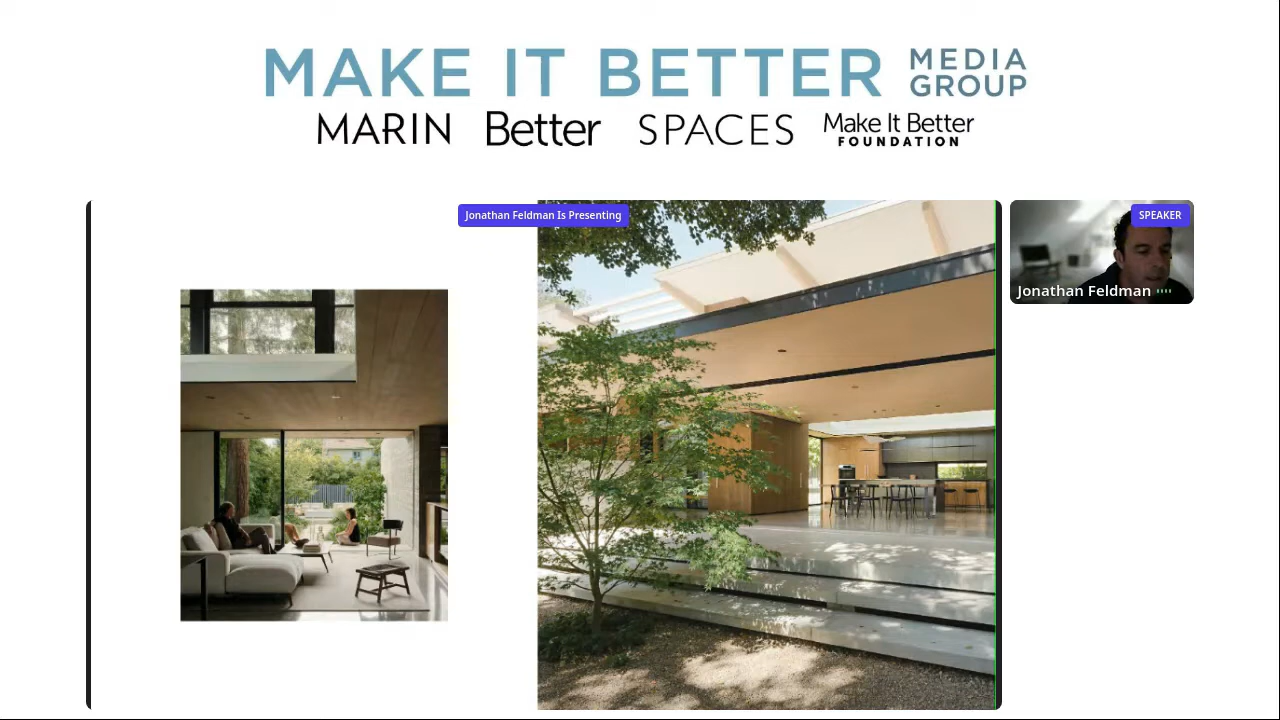 MAKE IT BETTER MEDIA GROUP
MARIN Better SPACES Make It Better FOUNDATION
Jonathan Feldman Is Presenting
SPEAKER
Jonathan Feldman